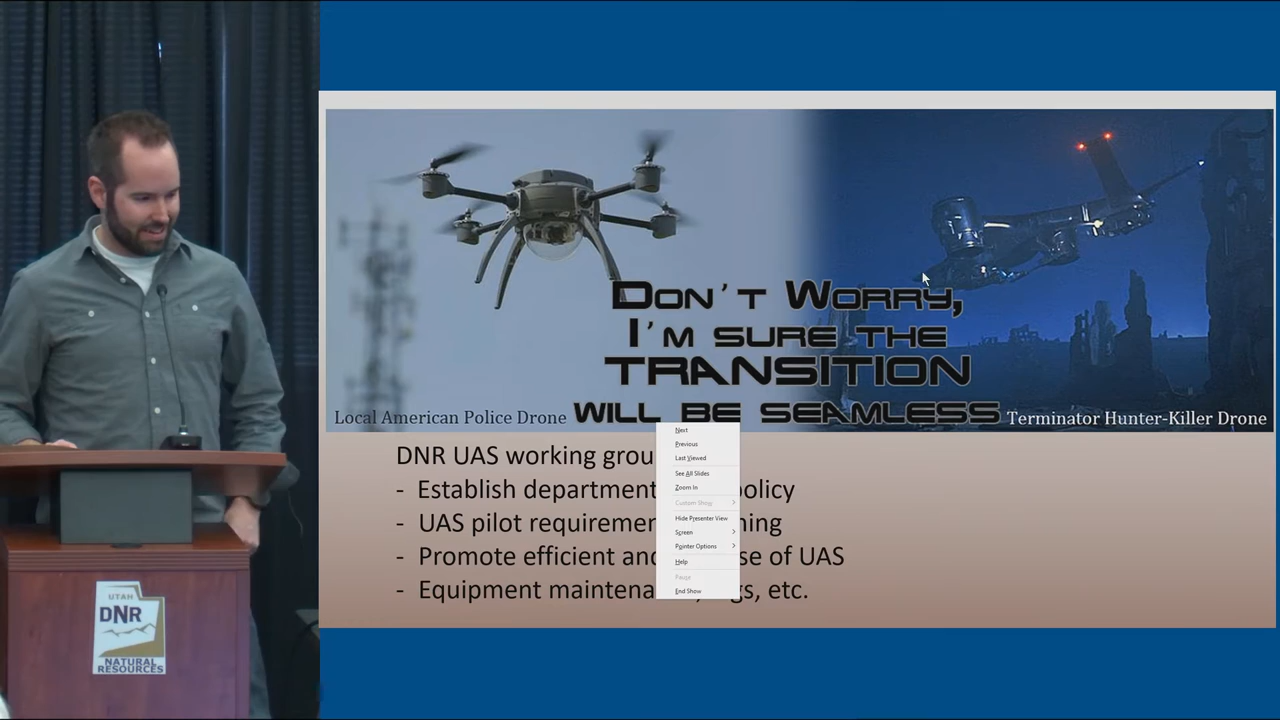 DON'T WORRY,
I'M SURE THE
TRANSITION
WILL BE SEAMLESS
Local American Police Drone
Terminator Hunter-Killer Drone
DNR UAS working grou
- Establish department policy
- UAS pilot requiremen ning
- Promote efficient and se of UAS
- Equipment maintena gs, etc.
Next
Previous
Last Viewed
See All Slides
Zoom In
Custom Show
Hide Presenter View
Screen
Pointer Options
Help
Pause
End Show
UTAH
DNR
NATURAL
RESOURCES